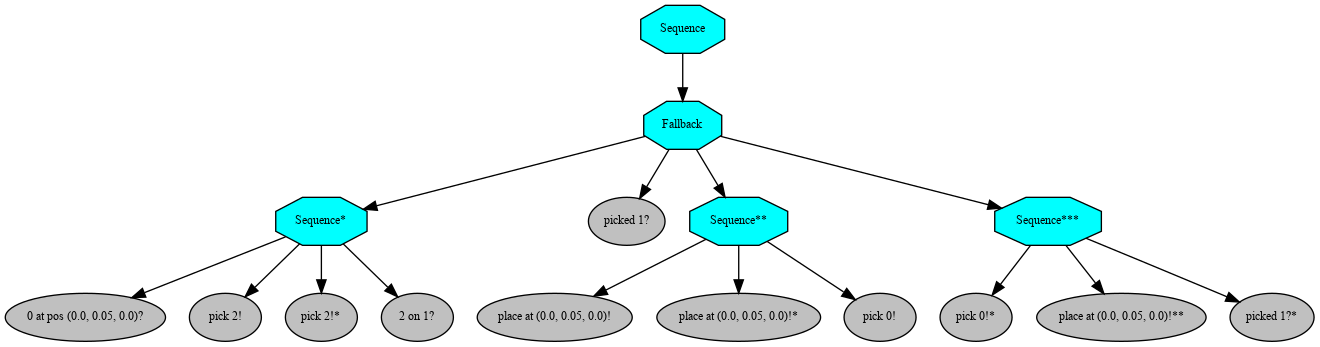 Sequence
Fallback
Sequence*
picked 1?
Sequence**
Sequence***
0 at pos (0.0, 0.05, 0.0)?
pick 2!
pick 2!*
2 on 1?
place at (0.0, 0.05, 0.0)!
place at (0.0, 0.05, 0.0)!*
pick 0!
pick 0!*
place at (0.0, 0.05, 0.0)!**
picked 1?*